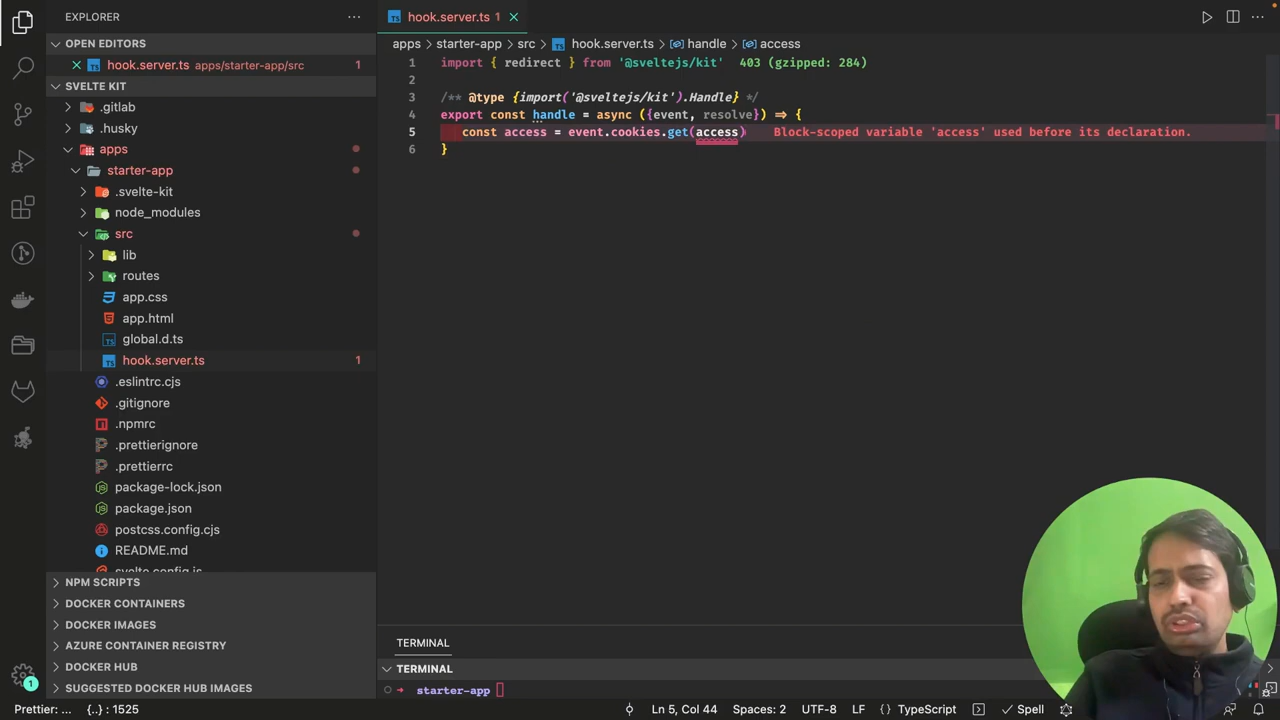 EXPLORER
OPEN EDITORS
hook.server.ts apps/starter-app/src 1
SVELTE KIT
.gitlab
.husky
apps
starter-app
.svelte-kit
node_modules
src
lib
routes
app.css
app.html
global.d.ts
hook.server.ts 1
.eslintrc.cjs
.gitignore
.npmrc
.prettierignore
.prettierrc
package-lock.json
package.json
postcss.config.cjs
README.md
svelte.config.js
NPM SCRIPTS
DOCKER CONTAINERS
DOCKER IMAGES
AZURE CONTAINER REGISTRY
DOCKER HUB
SUGGESTED DOCKER HUB IMAGES
hook.server.ts 1
apps > starter-app > src > hook.server.ts > handle > access
1 import { redirect } from '@sveltejs/kit' 403 (gzipped: 284)
2
3 /** @type {import('@sveltejs/kit').Handle} */
4 export const handle = async ({event, resolve}) => {
5 const access = event.cookies.get(access) Block-scoped variable 'access' used before its declaration.
6 }
TERMINAL
TERMINAL
→ starter-app
1
Prettier: ... {..} : 1525 Ln 5, Col 44 Spaces: 2 UTF-8 LF {} TypeScript Spell